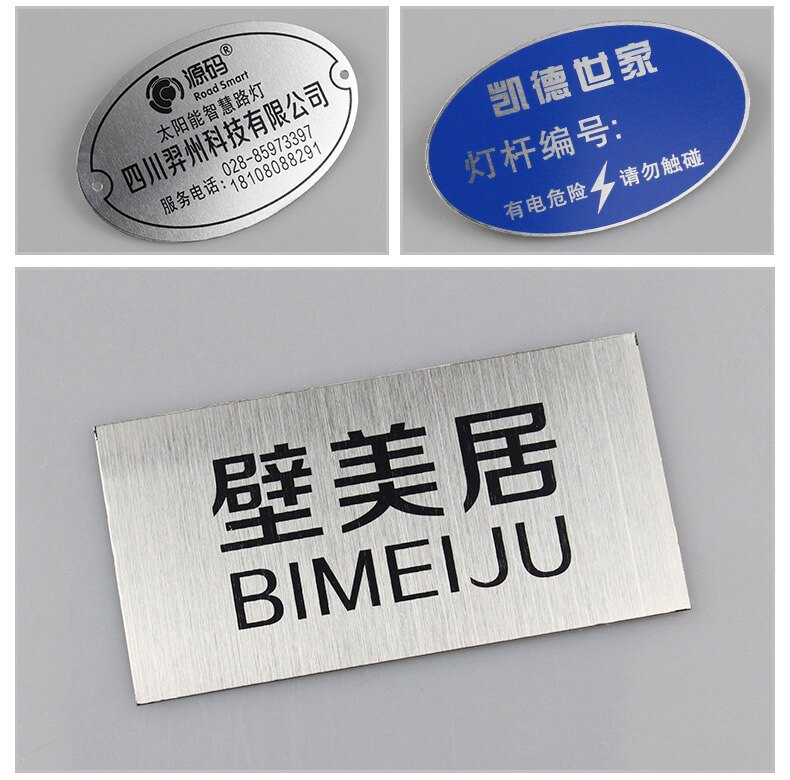 源码®
Road Smart
太阳能智慧路灯
四川羿州科技有限公司
服务电话:
028-85973397
18108088291
凯德世家
灯杆编号:
有电危险 请勿触碰
壁美居
BIMEIJU